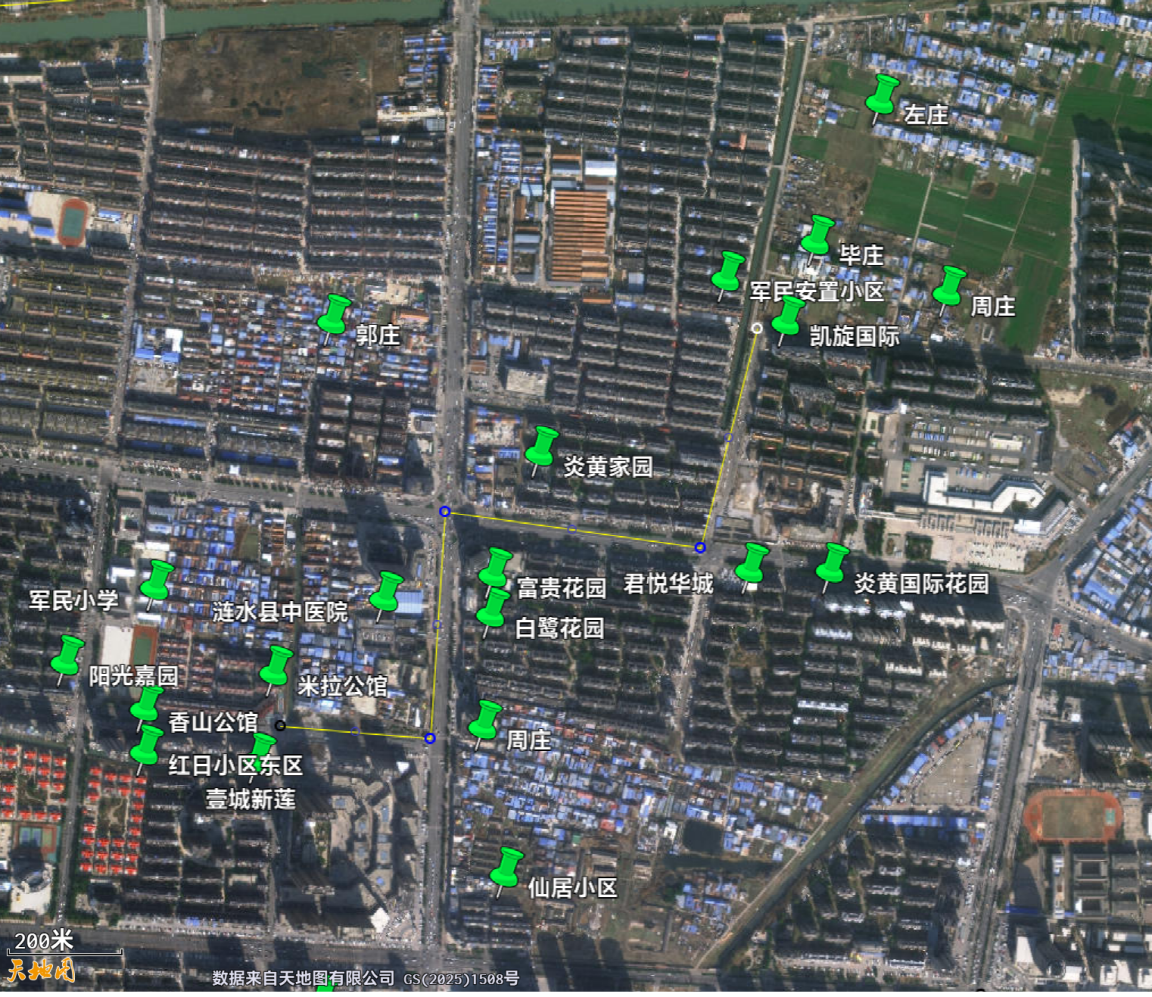 左庄
毕庄
军民安置小区
周庄
郭庄
凯旋国际
炎黄家园
富贵花园
君悦华城
炎黄国际花园
军民小学
涟水县中医院
白鹭花园
阳光嘉园
米拉公馆
香山公馆
周庄
红日小区东区
壹城新莲
仙居小区
200米
天地图
数据来自天地图有限公司 GS(2025)1508号